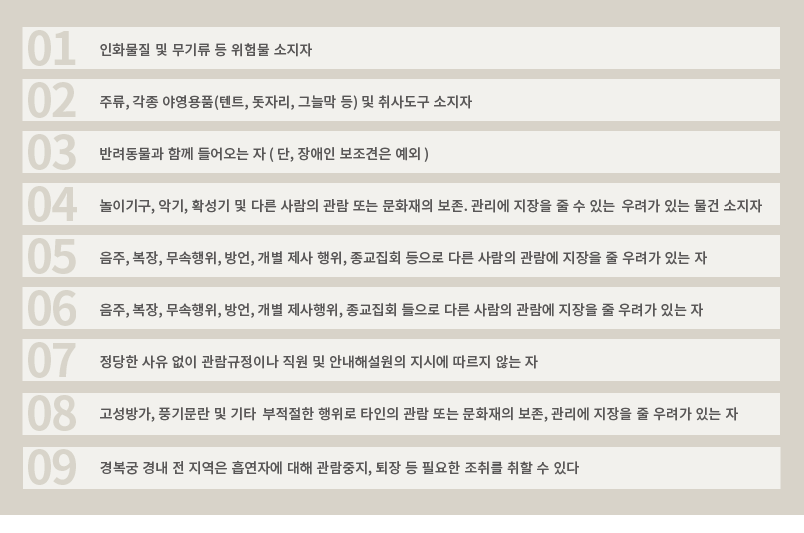 01 인화물질 및 무기류 등 위험물 소지자
02 주류, 각종 야영용품(텐트, 돗자리, 그늘막 등) 및 취사도구 소지자
03 반려동물과 함께 들어오는 자 ( 단, 장애인 보조견은 예외 )
04 놀이기구, 악기, 확성기 및 다른 사람의 관람 또는 문화재의 보존. 관리에 지장을 줄 수 있는 우려가 있는 물건 소지자
05 음주, 복장, 무속행위, 방언, 개별 제사 행위, 종교집회 등으로 다른 사람의 관람에 지장을 줄 우려가 있는 자
06 음주, 복장, 무속행위, 방언, 개별 제사행위, 종교집회 들으로 다른 사람의 관람에 지장을 줄 우려가 있는 자
07 정당한 사유 없이 관람규정이나 직원 및 안내해설원의 지시에 따르지 않는 자
08 고성방가, 풍기문란 및 기타 부적절한 행위로 타인의 관람 또는 문화재의 보존, 관리에 지장을 줄 우려가 있는 자
09 경복궁 경내 전 지역은 흡연자에 대해 관람중지, 퇴장 등 필요한 조취를 취할 수 있다